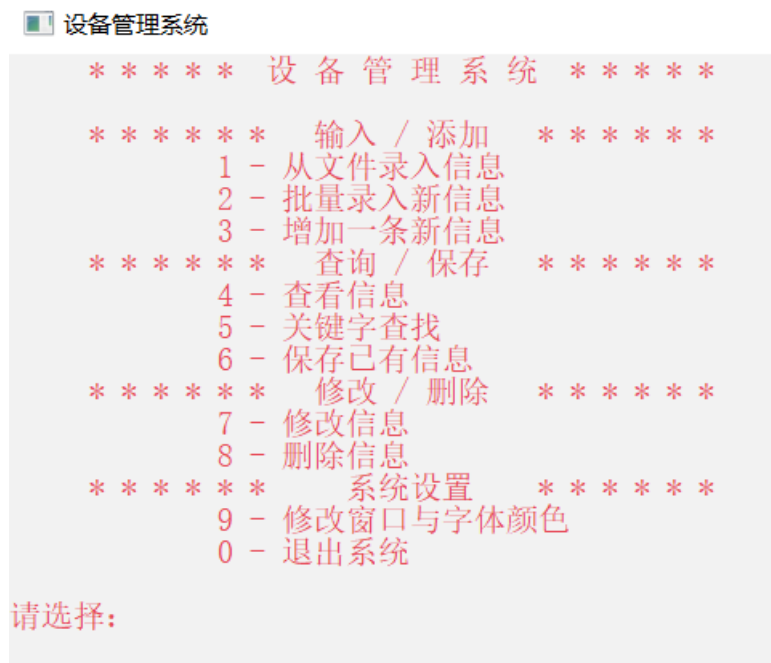 设备管理系统
* * * * * 设 备 管 理 系 统 * * * * *
* * * * * * 输入 / 添加 * * * * * *
1 - 从文件录入信息
2 - 批量录入新信息
3 - 增加一条新信息
* * * * * * 查询 / 保存 * * * * * *
4 - 查看信息
5 - 关键字查找
6 - 保存已有信息
* * * * * * 修改 / 删除 * * * * * *
7 - 修改信息
8 - 删除信息
* * * * * * 系统设置 * * * * * *
9 - 修改窗口与字体颜色
0 - 退出系统
请选择：